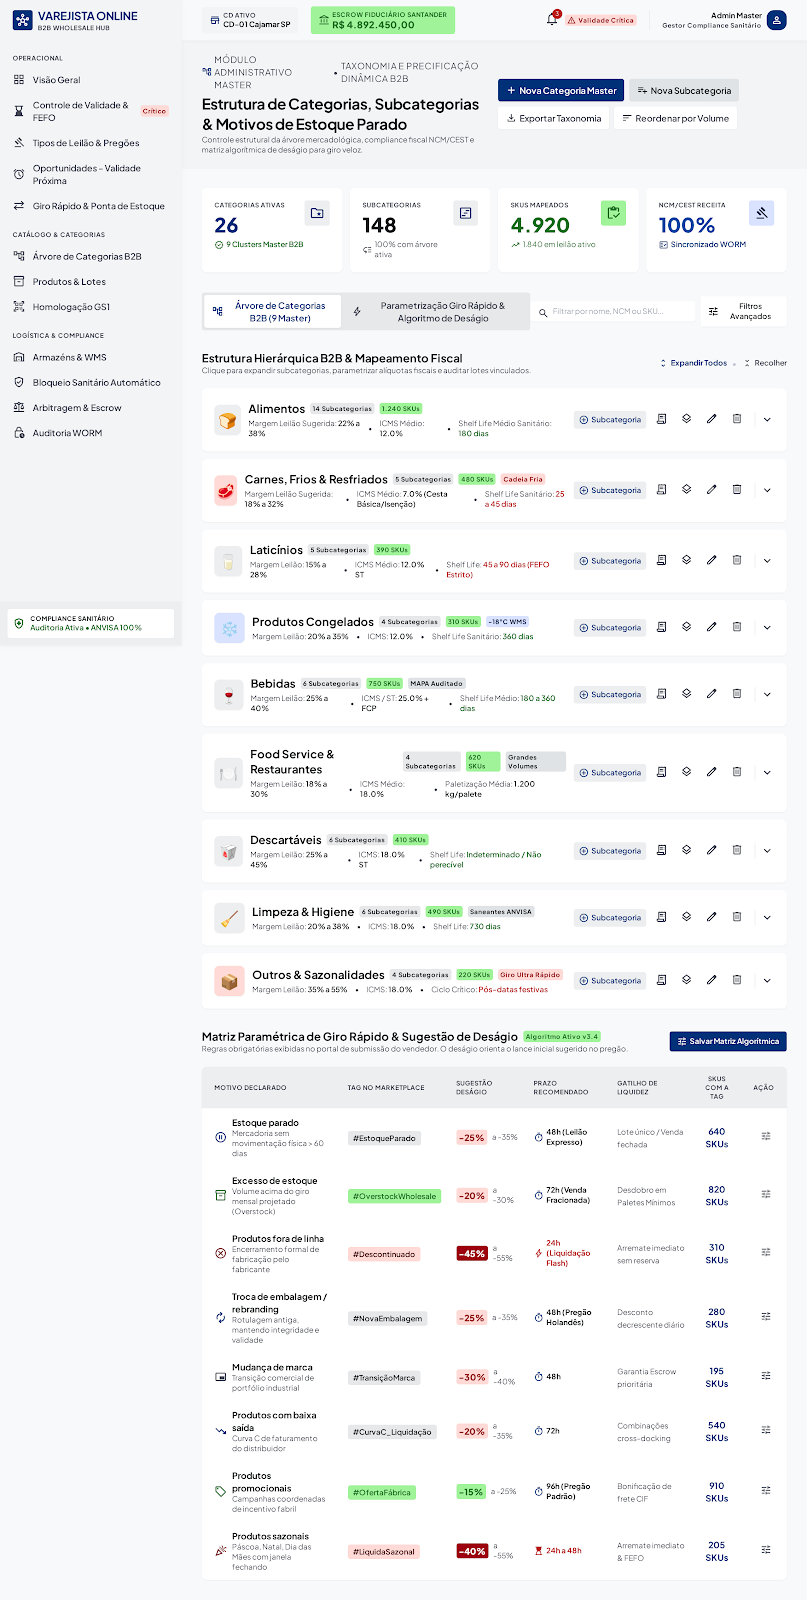 VAREJISTA ONLINE
B2B WHOLESALE HUB
CD ATIVO
CD-01 Cajamar SP
ESCROW FIDUCIÁRIO SANTANDER
R$ 4.892.450,00
3
Validade Crítica
Admin Master
Gestor Compliance Sanitário
OPERACIONAL
Visão Geral
Controle de Validade &
FEFO
Crítico
Tipos de Leilão & Pregões
Oportunidades – Validade
Próxima
Giro Rápido & Ponta de Estoque
CATÁLOGO & CATEGORIAS
Árvore de Categorias B2B
Produtos & Lotes
Homologação GS1
LOGÍSTICA & COMPLIANCE
Armazéns & WMS
Bloqueio Sanitário Automático
Arbitragem & Escrow
Auditoria WORM
COMPLIANCE SANITÁRIO
Auditoria Ativa • ANVISA 100%
MÓDULO
ADMINISTRATIVO
MASTER
•
TAXONOMIA E PRECIFICAÇÃO
DINÂMICA B2B
Estrutura de Categorias, Subcategorias
& Motivos de Estoque Parado
Controle estrutural da árvore mercadológica, compliance fiscal NCM/CEST e
matriz algorítmica de deságio para giro veloz.
Nova Categoria Master
Nova Subcategoria
Exportar Taxonomia
Reordenar por Volume
CATEGORIAS ATIVAS
26
9 Clusters Master B2B
SUBCATEGORIAS
148
100% com árvore
ativa
SKUS MAPEADOS
4.920
1.840 em leilão ativo
NCM/CEST RECEITA
100%
Sincronizado WORM
Árvore de Categorias
B2B (9 Master)
Parametrização Giro Rápido &
Algoritmo de Deságio
Filtrar por nome, NCM ou SKU...
Filtros
Avançados
Estrutura Hierárquica B2B & Mapeamento Fiscal
Clique para expandir subcategorias, parametrizar alíquotas fiscais e auditar lotes vinculados.
Expandir Todos
•
Recolher
Alimentos 14 Subcategorias 1.240 SKUs
Margem Leilão Sugerida: 22% a
38%
• ICMS Médio:
12.0%
• Shelf Life Médio Sanitário:
180 dias
Subcategoria
Carnes, Frios & Resfriados 5 Subcategorias 480 SKUs Cadeia Fria
Margem Leilão Sugerida:
18% a 32%
• ICMS Médio: 7.0% (Cesta
Básica/Isenção)
• Shelf Life Sanitário: 25
a 45 dias
Subcategoria
Laticínios 5 Subcategorias 390 SKUs
Margem Leilão: 15% a
28%
• ICMS Médio: 12.0%
ST
• Shelf Life: 45 a 90 dias (FEFO
Estrito)
Subcategoria
Produtos Congelados 4 Subcategorias 310 SKUs -18°C WMS
Margem Leilão: 20% a 35% • ICMS: 12.0% • Shelf Life Sanitário: 360 dias
Subcategoria
Bebidas 6 Subcategorias 750 SKUs MAPA Auditado
Margem Leilão: 25% a
40%
• ICMS / ST: 25.0% +
FCP
• Shelf Life Médio: 180 a 360
dias
Subcategoria
Food Service &
Restaurantes
4
Subcategorias
620
SKUs
Grandes
Volumes
Margem Leilão: 18% a
30%
• ICMS Médio:
18.0%
• Paletização Média: 1.200
kg/palete
Subcategoria
Descartáveis 6 Subcategorias 410 SKUs
Margem Leilão: 25% a
45%
• ICMS: 18.0%
ST
• Shelf Life: Indeterminado / Não
perecível
Subcategoria
Limpeza & Higiene 6 Subcategorias 490 SKUs Saneantes ANVISA
Margem Leilão: 20% a 38% • ICMS: 18.0% • Shelf Life: 730 dias
Subcategoria
Outros & Sazonalidades 4 Subcategorias 220 SKUs Giro Ultra Rápido
Margem Leilão: 35% a 55% • ICMS: 18.0% • Ciclo Crítico: Pós-datas festivas
Subcategoria
Matriz Paramétrica de Giro Rápido & Sugestão de Deságio Algoritmo Ativo v3.4
Regras obrigatórias exibidas no portal de submissão do vendedor. O deságio orienta o lance inicial sugerido no pregão.
Salvar Matriz Algorítmica
MOTIVO DECLARADO
TAG NO MARKETPLACE
SUGESTÃO
DESÁGIO
PRAZO
RECOMENDADO
GATILHO DE
LIQUIDEZ
SKUS
COM A
TAG
AÇÃO
Estoque parado
Mercadoria sem
movimentação física > 60
dias
#EstoqueParado
-25% a -35%
48h (Leilão
Expresso)
Lote único / Venda
fechada
640
SKUs
Excesso de estoque
Volume acima do giro
mensal projetado
(Overstock)
#OverstockWholesale
-20% a
-30%
72h (Venda
Fracionada)
Desdobro em
Paletes Mínimos
820
SKUs
Produtos fora de linha
Encerramento formal de
fabricação pelo
fabricante
#Descontinuado
-45% a
-55%
24h
(Liquidação
Flash)
Arremate imediato
sem reserva
310
SKUs
Troca de embalagem /
rebranding
Rotulagem antiga,
mantendo integridade e
validade
#NovaEmbalagem
-25% a -35%
48h (Pregão
Holandês)
Desconto
decrescente diário
280
SKUs
Mudança de marca
Transição comercial de
portfólio industrial
#TransiçãoMarca
-30% a
-40%
48h
Garantia Escrow
prioritária
195
SKUs
Produtos com baixa
saída
Curva C de faturamento
do distribuidor
#CurvaC_Liquidação
-20% a
-35%
72h
Combinações
cross-docking
540
SKUs
Produtos
promocionais
Campanhas coordenadas
de incentivo fabril
#OfertaFábrica
-15% a -25%
96h (Pregão
Padrão)
Bonificação de
frete CIF
910
SKUs
Produtos sazonais
Páscoa, Natal, Dia das
Mães com janela
fechando
#LiquidaSazonal
-40% a
-55%
24h a 48h
Arremate imediato
& FEFO
205
SKUs